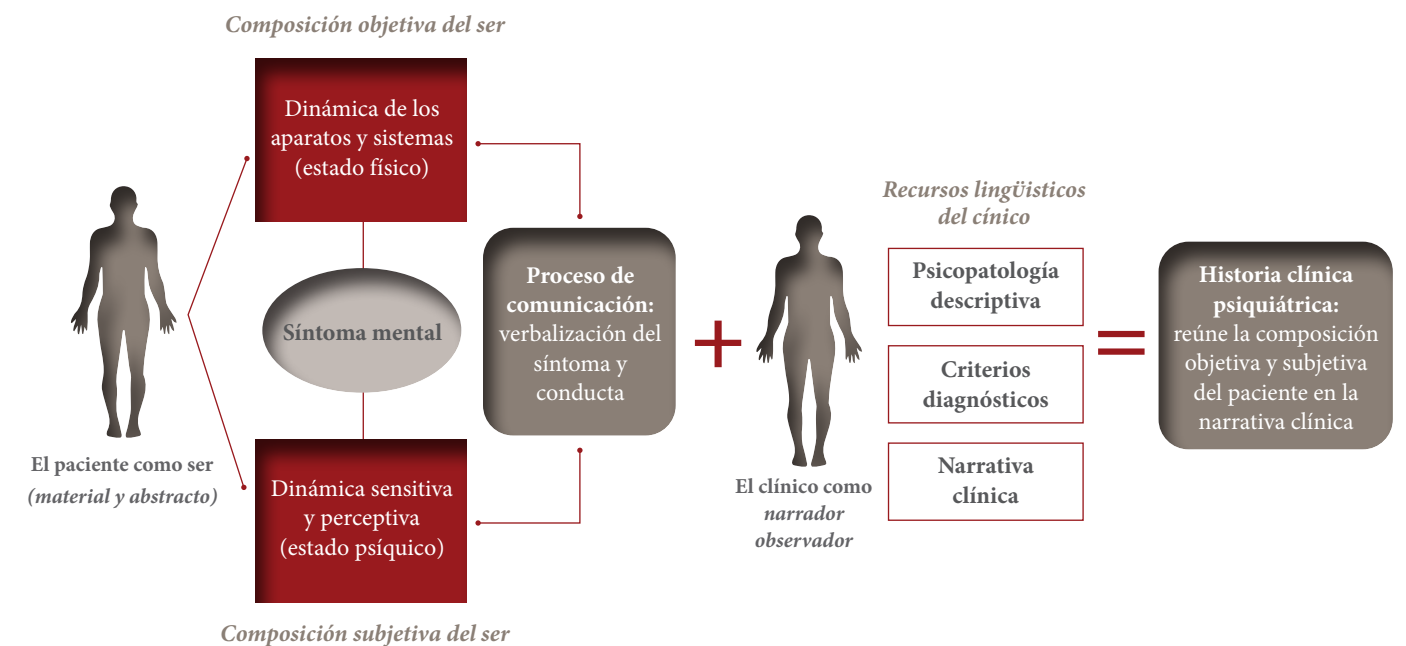 Composición objetiva del ser
Dinámica de los
aparatos y sistemas
(estado físico)
Síntoma mental
Dinámica sensitiva
y perceptiva
(estado psíquico)
Composición subjetiva del ser
El paciente como ser
(material y abstracto)
Proceso de
comunicación:
verbalización del
síntoma y
conducta
+
El clínico como
narrador
observador
Recursos lingÜisticos
del cínico
Psicopatología
descriptiva
Criterios
diagnósticos
Narrativa
clínica
=
Historia clínica
psiquiátrica:
reúne la composición
objetiva y subjetiva
del paciente en la
narrativa clínica